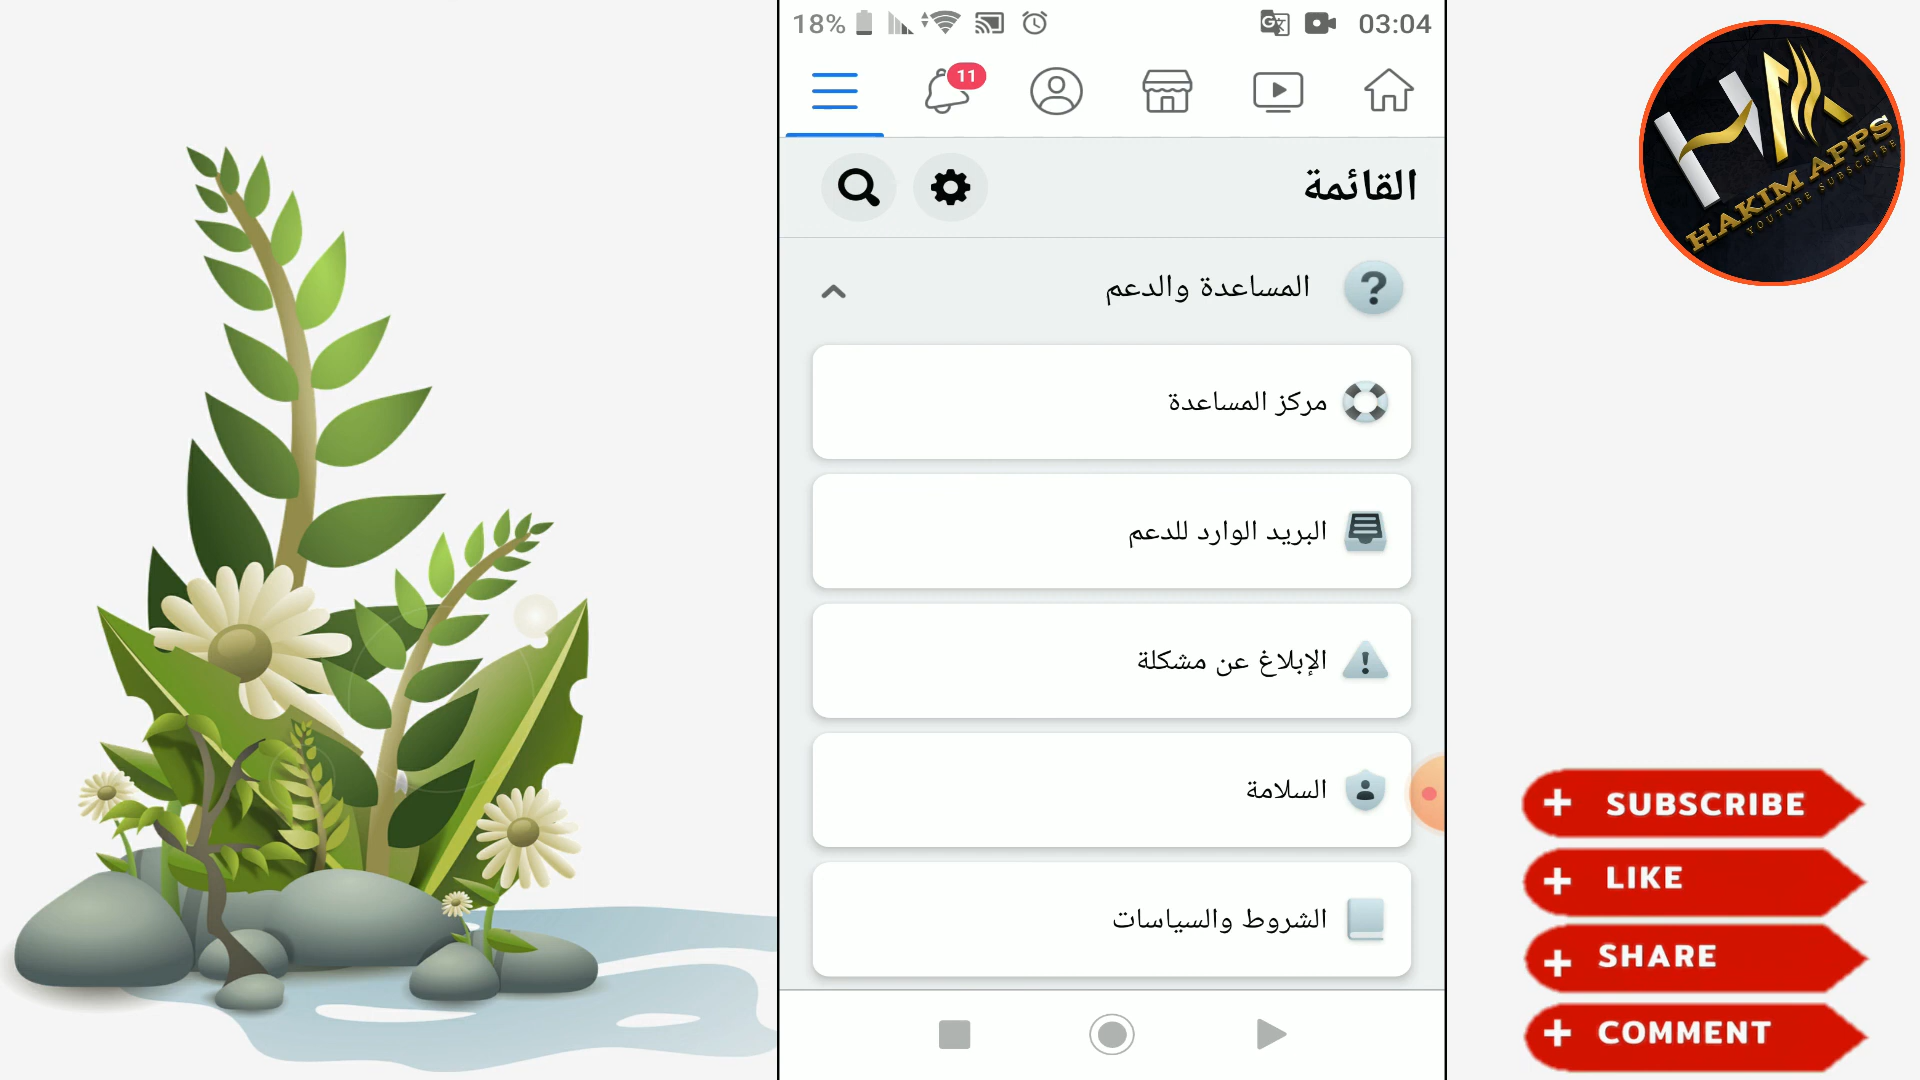 18%
03:04
11
القائمة
المساعدة والدعم
مركز المساعدة
البريد الوارد للدعم
الإبلاغ عن مشكلة
السلامة
الشروط والسياسات
HAKIM APPS
YOUTUBE SUBSCRIBE
+ SUBSCRIBE
+ LIKE
+ SHARE
+ COMMENT